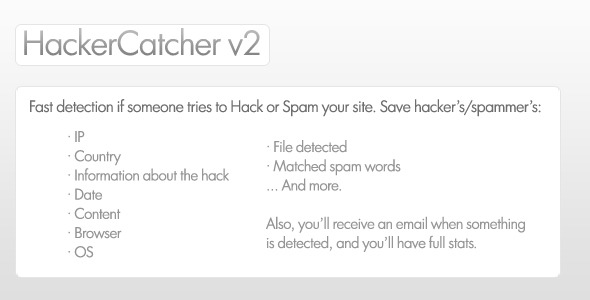 HackerCatcher v2
Fast detection if someone tries to Hack or Spam your site. Save hacker's/spammer's:
· IP
· Country
· Information about the hack
· Date
· Content
· Browser
· OS
· File detected
· Matched spam words
... And more.
Also, you'll receive an email when something
is detected, and you'll have full stats.